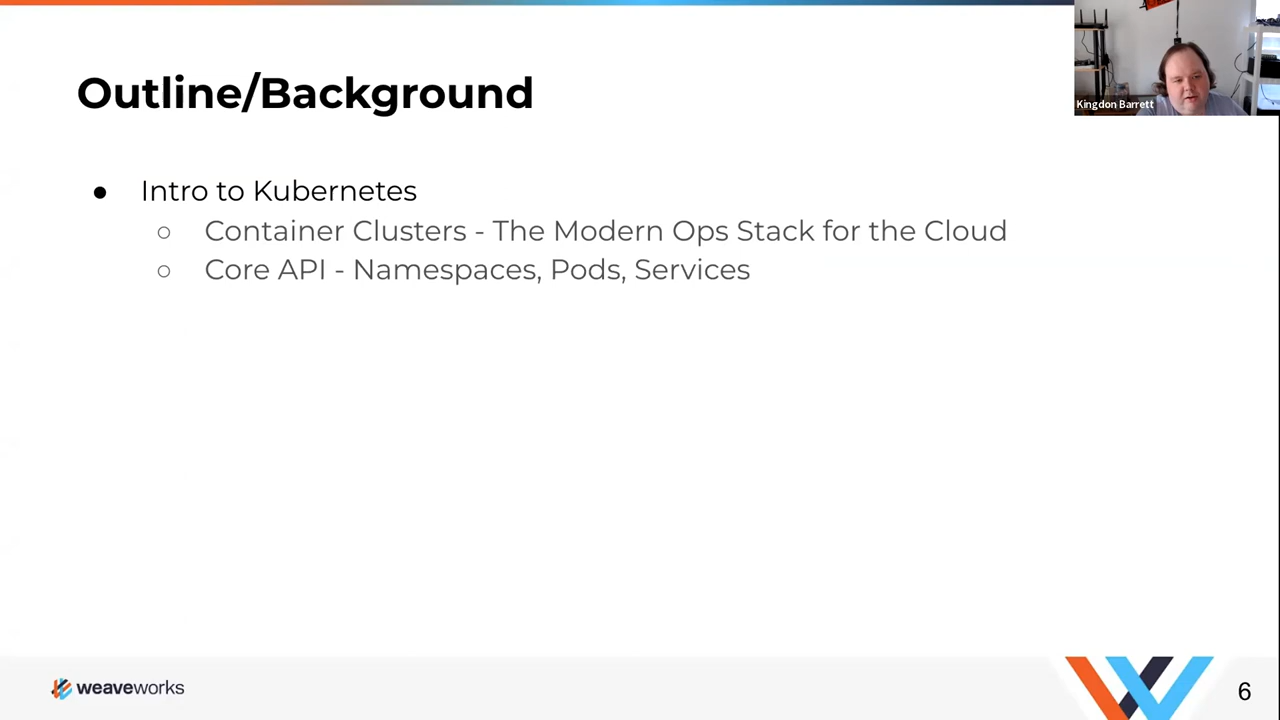 Outline/Background
Kingdon Barrett
● Intro to Kubernetes
○ Container Clusters - The Modern Ops Stack for the Cloud
○ Core API - Namespaces, Pods, Services
weaveworks
6